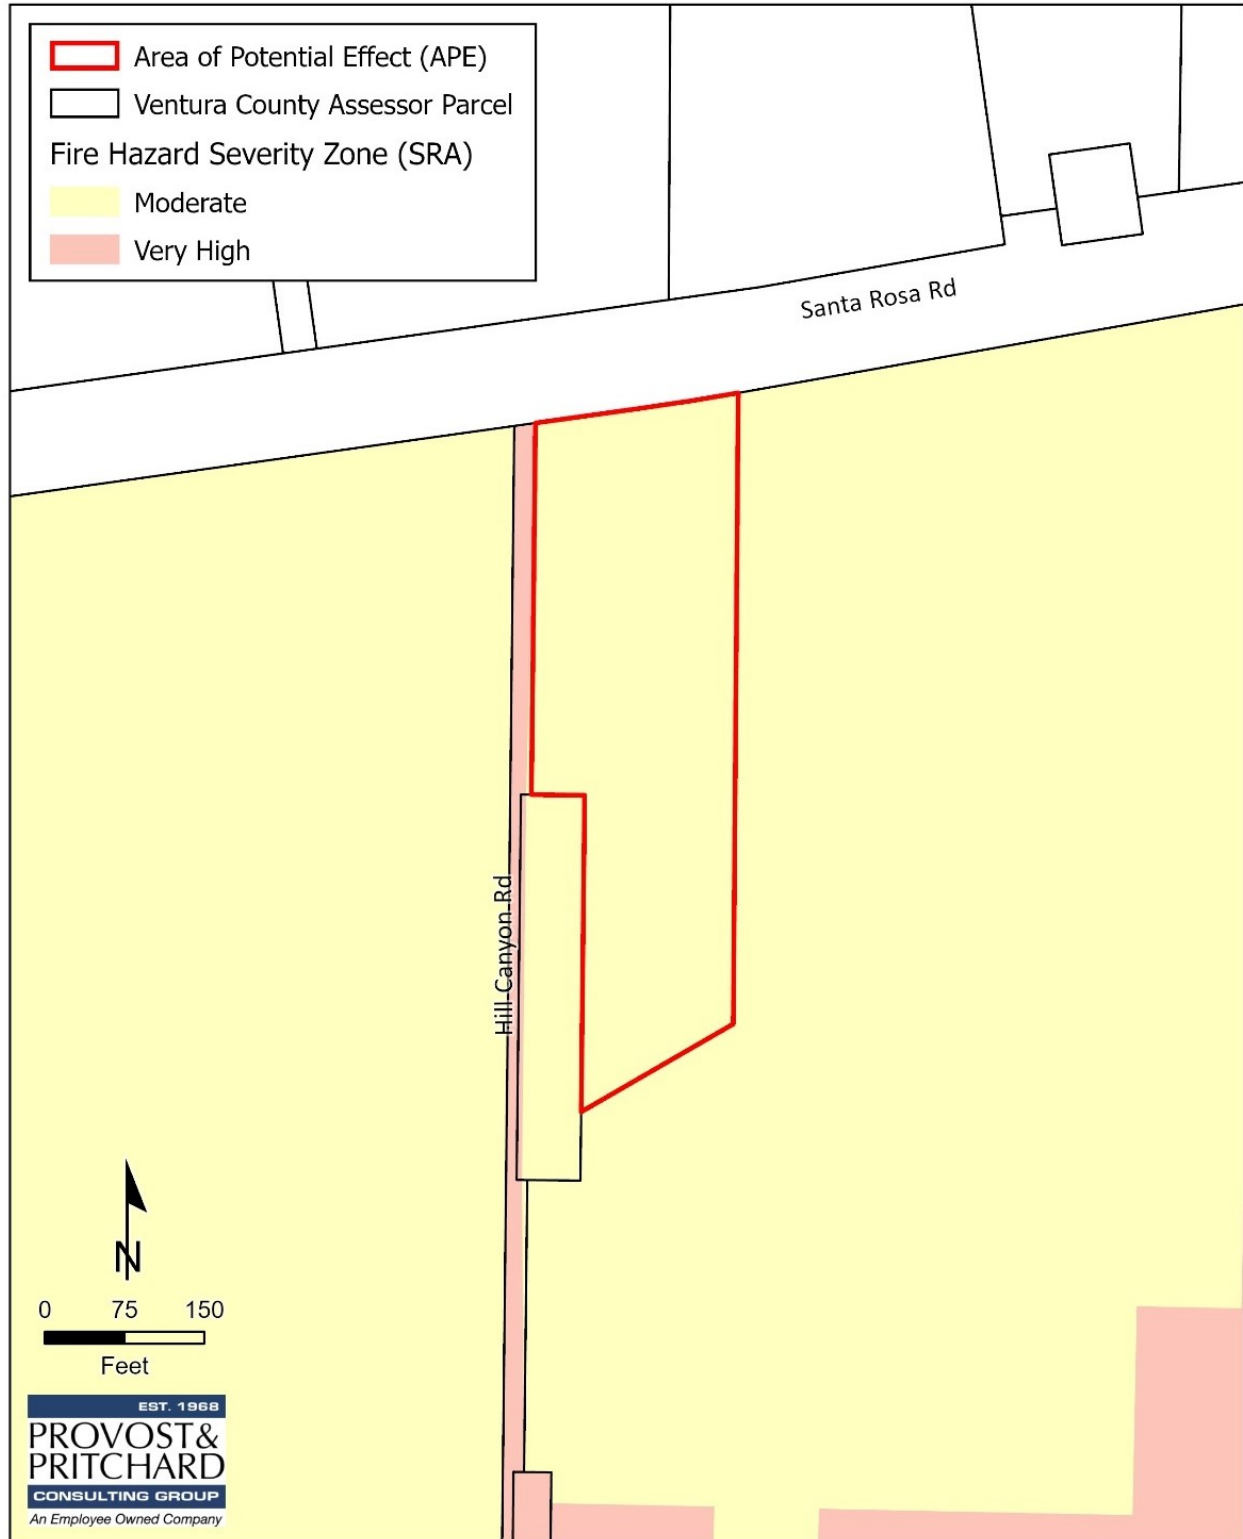 Area of Potential Effect (APE)
Ventura County Assessor Parcel
Fire Hazard Severity Zone (SRA)
Moderate
Very High
Santa Rosa Rd
Hill Canyon Rd
N
0 75 150
Feet
EST. 1968
PROVOST&
PRITCHARD
CONSULTING GROUP
An Employee Owned Company